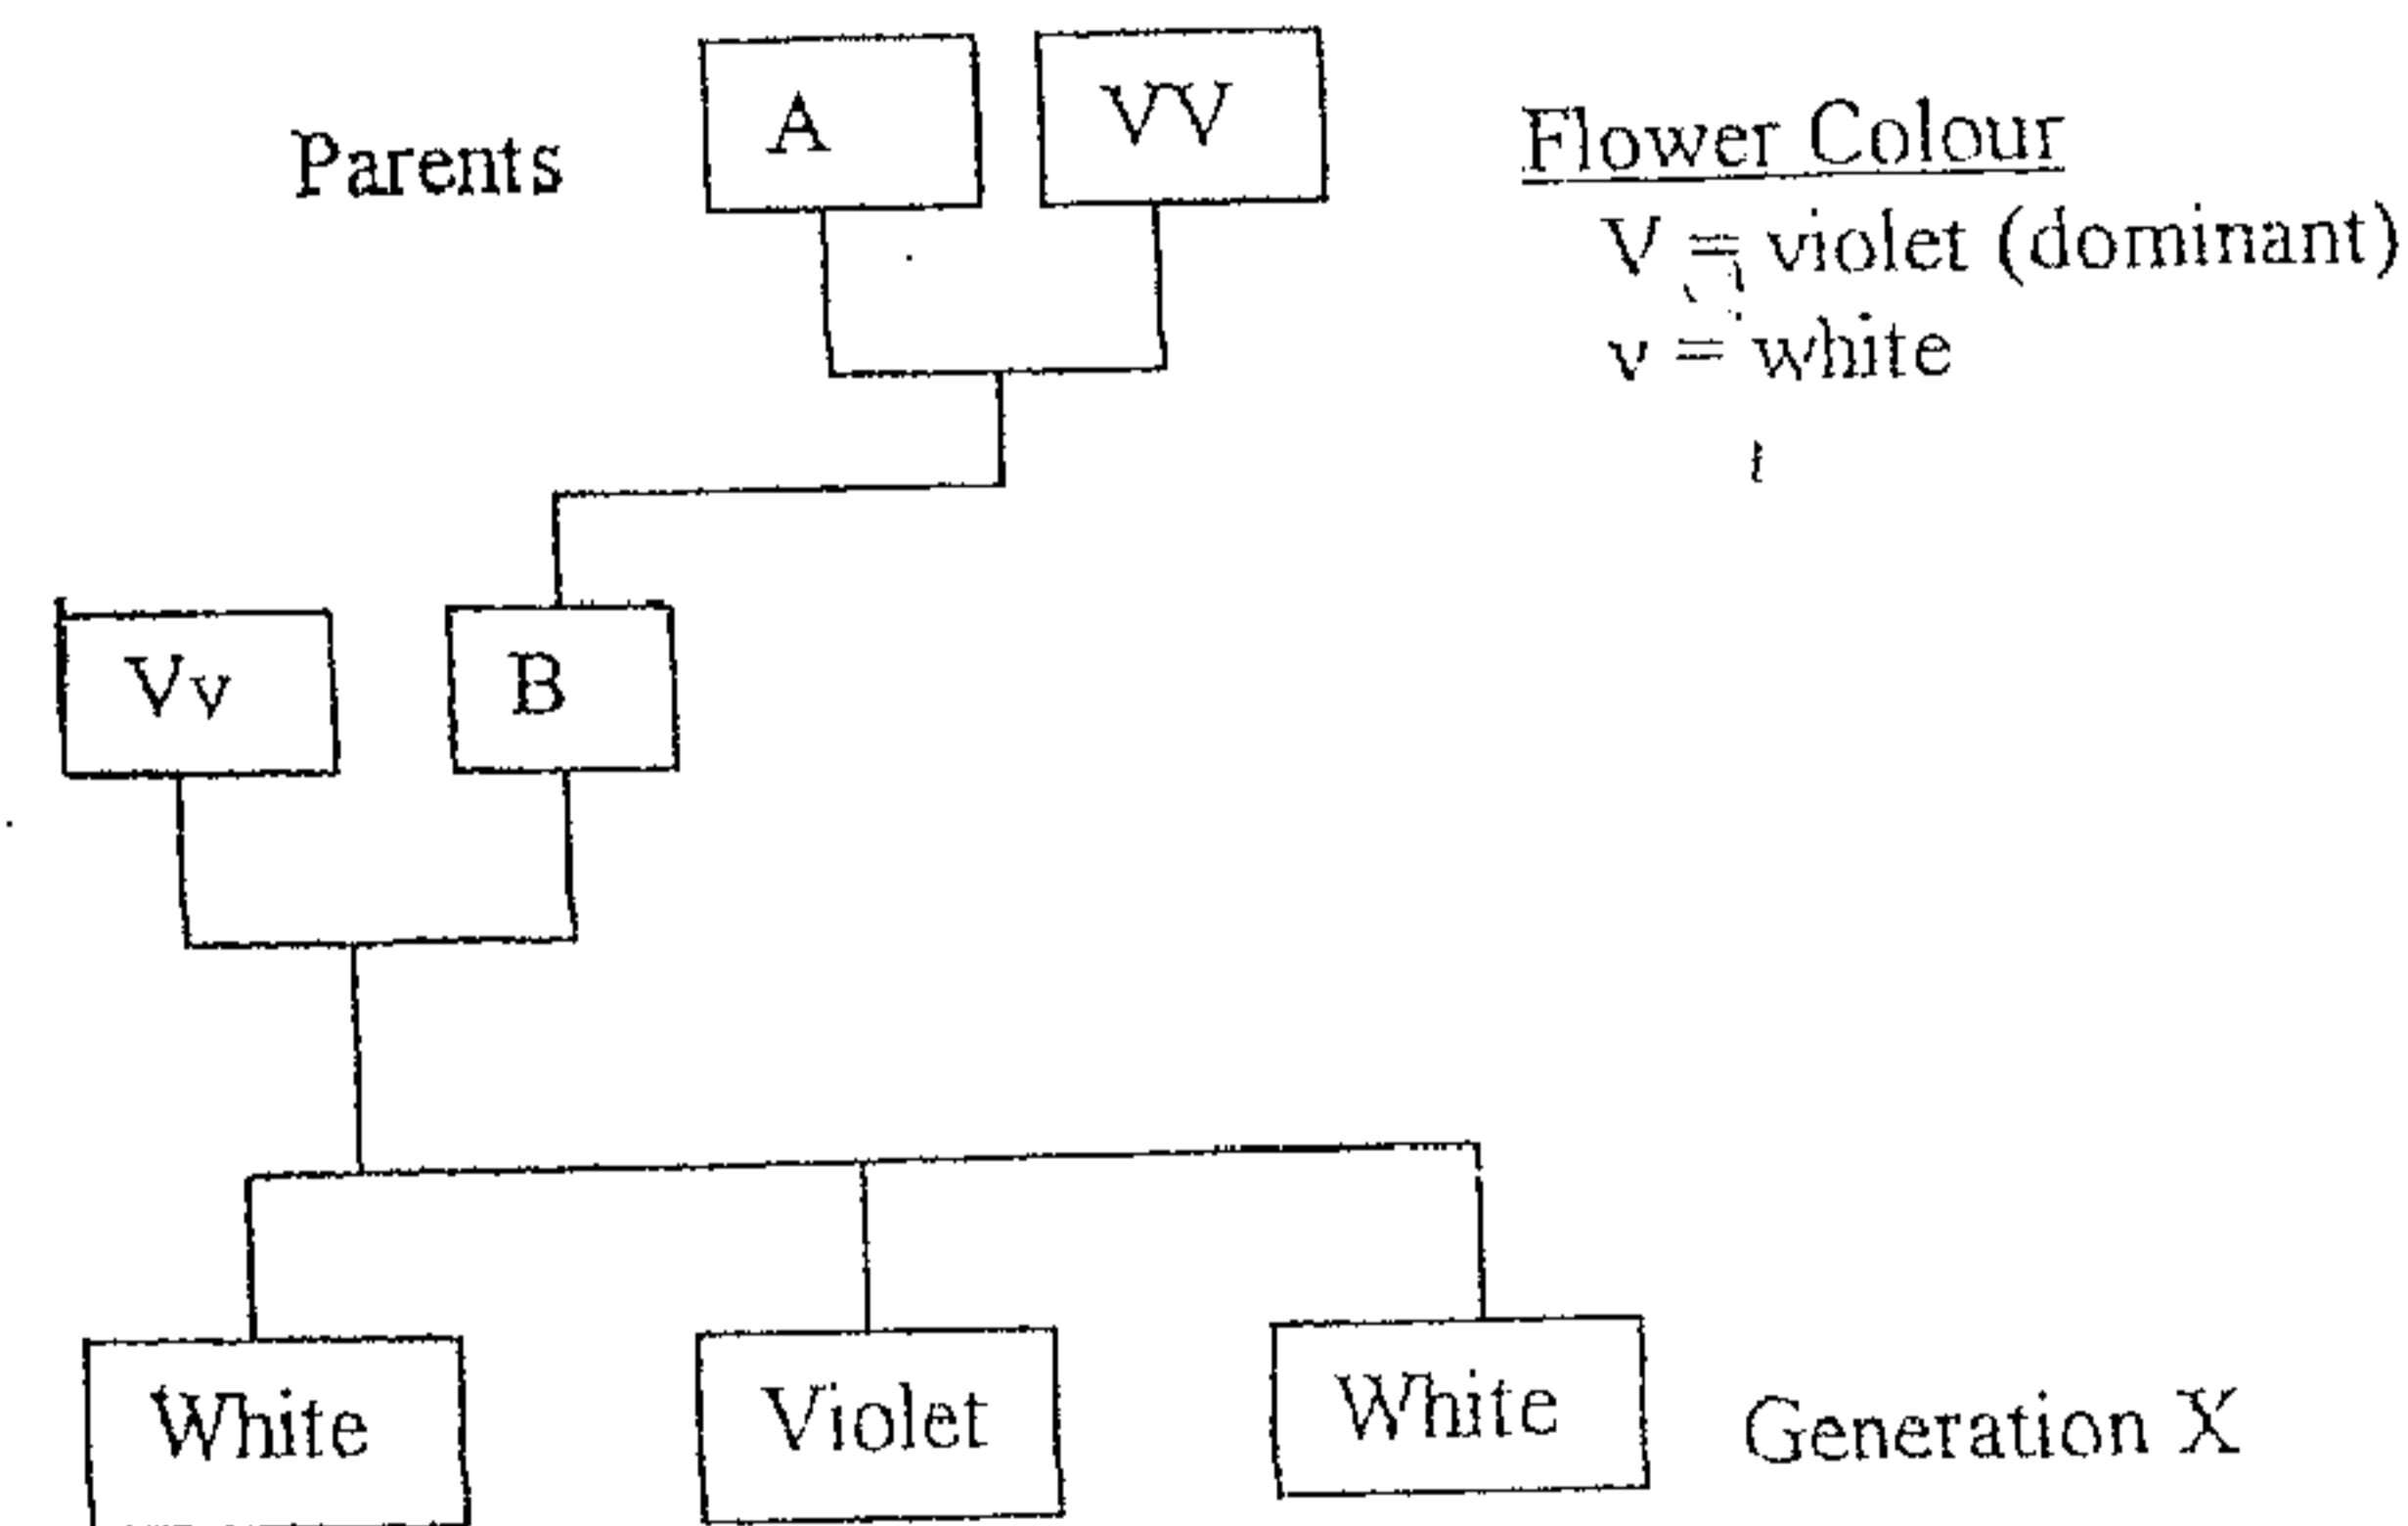 Parents
A
VV
Flower Colour
V = violet (dominant)
v = white
Vv
B
White
Violet
White
Generation X